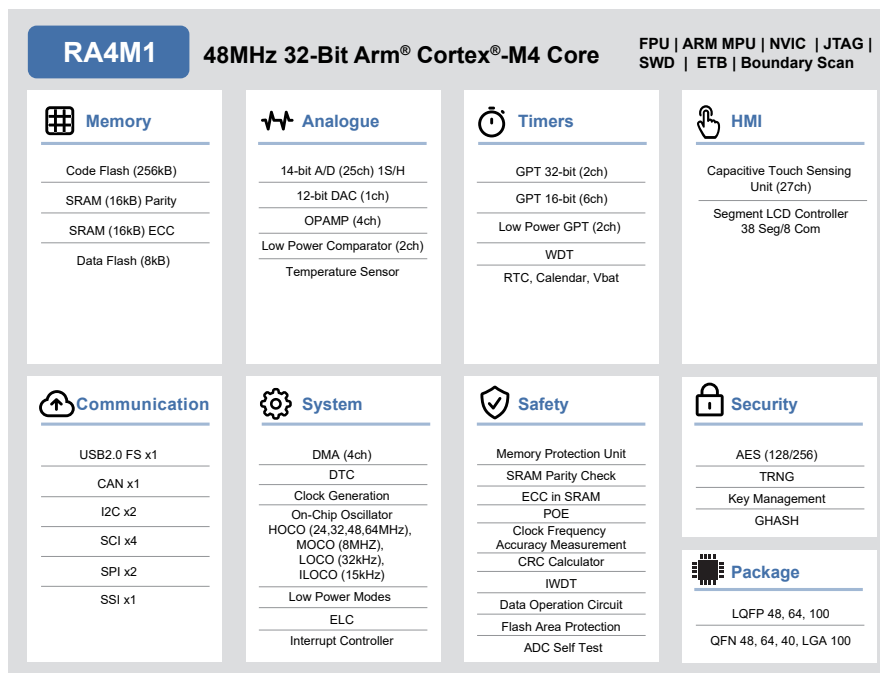 RA4M1
48MHz 32-Bit Arm® Cortex®-M4 Core
FPU | ARM MPU | NVIC | JTAG |
SWD | ETB | Boundary Scan
Memory
Code Flash (256kB)
SRAM (16kB) Parity
SRAM (16kB) ECC
Data Flash (8kB)
Analogue
14-bit A/D (25ch) 1S/H
12-bit DAC (1ch)
OPAMP (4ch)
Low Power Comparator (2ch)
Temperature Sensor
Timers
GPT 32-bit (2ch)
GPT 16-bit (6ch)
Low Power GPT (2ch)
WDT
RTC, Calendar, Vbat
HMI
Capacitive Touch Sensing
Unit (27ch)
Segment LCD Controller
38 Seg/8 Com
Communication
USB2.0 FS x1
CAN x1
I2C x2
SCI x4
SPI x2
SSI x1
System
DMA (4ch)
DTC
Clock Generation
On-Chip Oscillator
HOCO (24,32,48,64MHz),
MOCO (8MHZ),
LOCO (32kHz),
ILOCO (15kHz)
Low Power Modes
ELC
Interrupt Controller
Safety
Memory Protection Unit
SRAM Parity Check
ECC in SRAM
POE
Clock Frequency
Accuracy Measurement
CRC Calculator
IWDT
Data Operation Circuit
Flash Area Protection
ADC Self Test
Security
AES (128/256)
TRNG
Key Management
GHASH
Package
LQFP 48, 64, 100
QFN 48, 64, 40, LGA 100